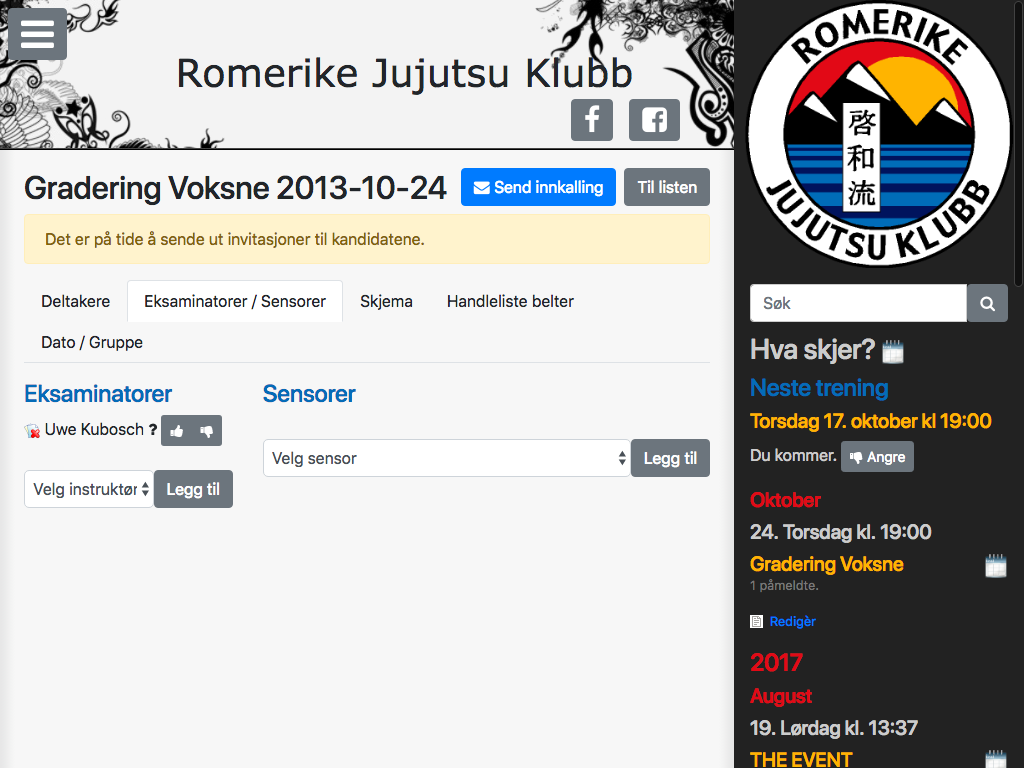 Romerike Jujutsu Klubb
Gradering Voksne 2013-10-24
Send innkalling
Til listen
Det er på tide å sende ut invitasjoner til kandidatene.
Deltakere
Eksaminatorer / Sensorer
Skjema
Handleliste belter
Dato / Gruppe
Eksaminatorer
Uwe Kubosch ?
Velg instruktør
Legg til
Sensorer
Velg sensor
Legg til
ROMERIKE
啓和流
JUJUTSU KLUBB
Søk
Hva skjer?
Neste trening
Torsdag 17. oktober kl 19:00
Du kommer.
Angre
Oktober
24. Torsdag kl. 19:00
Gradering Voksne
1 påmeldte.
Redigèr
2017
August
19. Lørdag kl. 13:37
THE EVENT